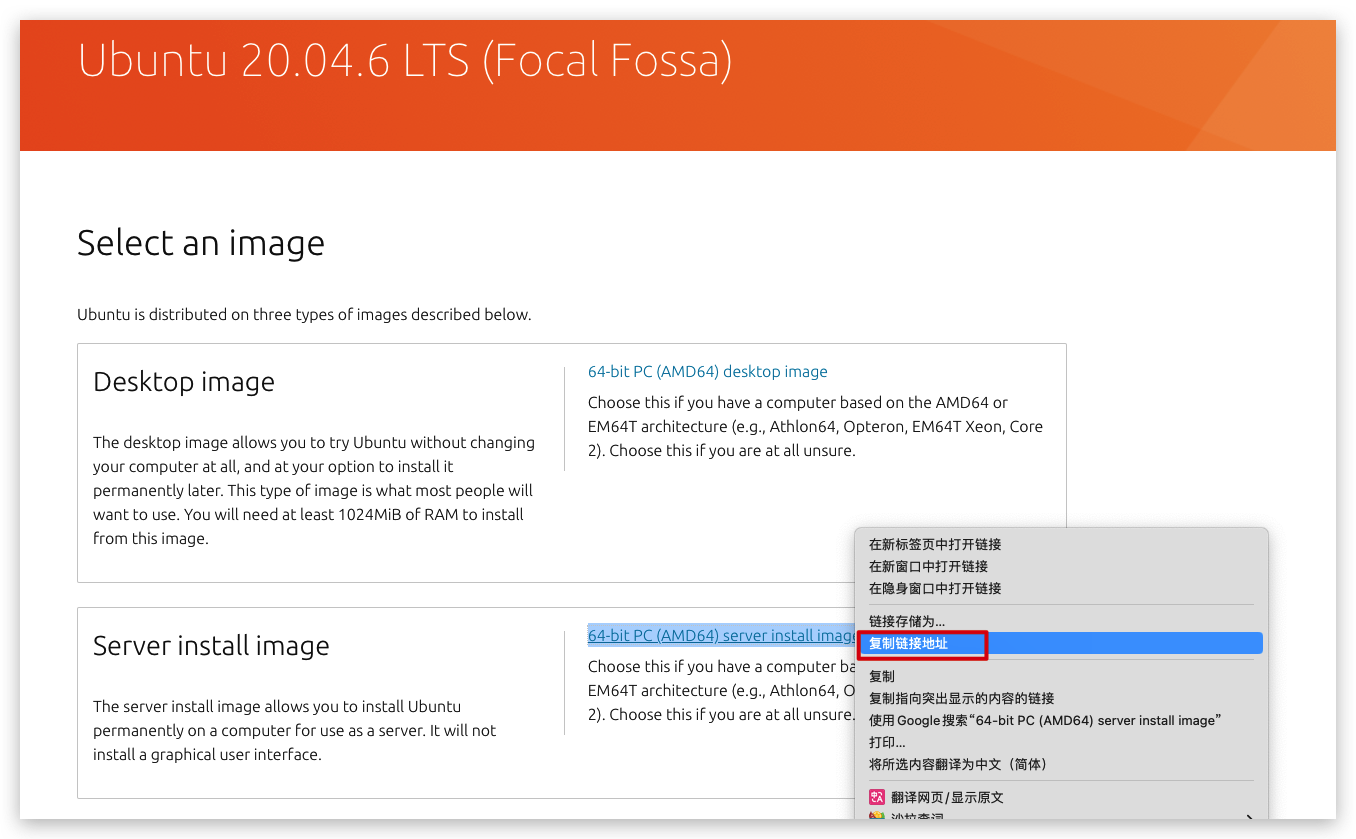 Ubuntu 20.04.6 LTS (Focal Fossa)
Select an image
Ubuntu is distributed on three types of images described below.
Desktop image
The desktop image allows you to try Ubuntu without changing
your computer at all, and at your option to install it
permanently later. This type of image is what most people will
want to use. You will need at least 1024MiB of RAM to install
from this image.
64-bit PC (AMD64) desktop image
Choose this if you have a computer based on the AMD64 or
EM64T architecture (e.g., Athlon64, Opteron, EM64T Xeon, Core
2). Choose this if you are at all unsure.
Server install image
The server install image allows you to install Ubuntu
permanently on a computer for use as a server. It will not
install a graphical user interface.
64-bit PC (AMD64) server install image
Choose this if you have a computer ba
EM64T architecture (e.g., Athlon64, O
2). Choose this if you are at all unsure.
在新标签页中打开链接
在新窗口中打开链接
在隐身窗口中打开链接
链接存储为...
复制链接地址
复制
复制指向突出显示的内容的链接
使用 Google 搜索“64-bit PC (AMD64) server install image”
打印...
将所选内容翻译为中文（简体）
翻译网页/显示原文
沙拉查词